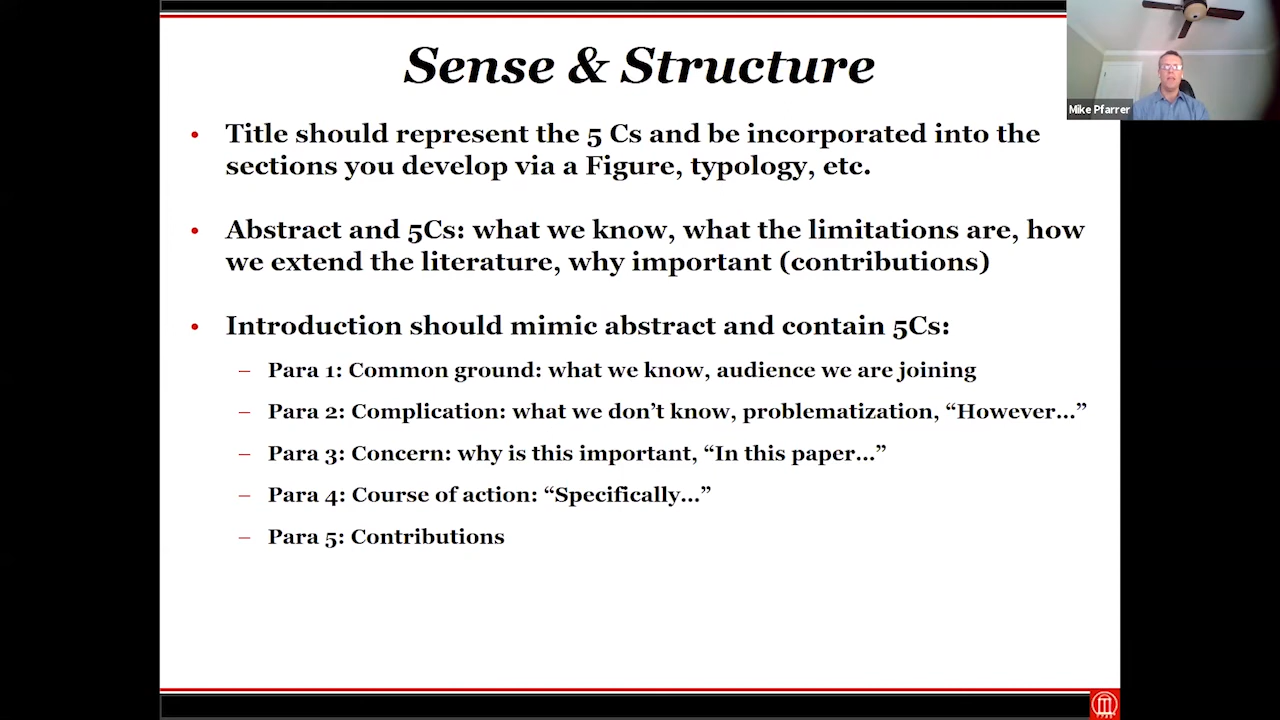 Sense & Structure
Mike Pfarrer
• Title should represent the 5 Cs and be incorporated into the
sections you develop via a Figure, typology, etc.
• Abstract and 5Cs: what we know, what the limitations are, how
we extend the literature, why important (contributions)
• Introduction should mimic abstract and contain 5Cs:
– Para 1: Common ground: what we know, audience we are joining
– Para 2: Complication: what we don’t know, problematization, “However…”
– Para 3: Concern: why is this important, “In this paper…”
– Para 4: Course of action: “Specifically…”
– Para 5: Contributions